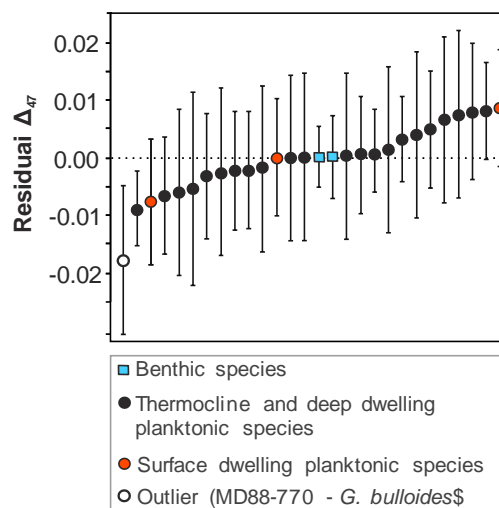 0.02
0.01
0.00
-0.01
-0.02
Residuai Δ47
Benthic species
Thermocline and deep dwelling
planktonic species
Surface dwelling planktonic species
Outlier (MD88-770 - G. bulloides$